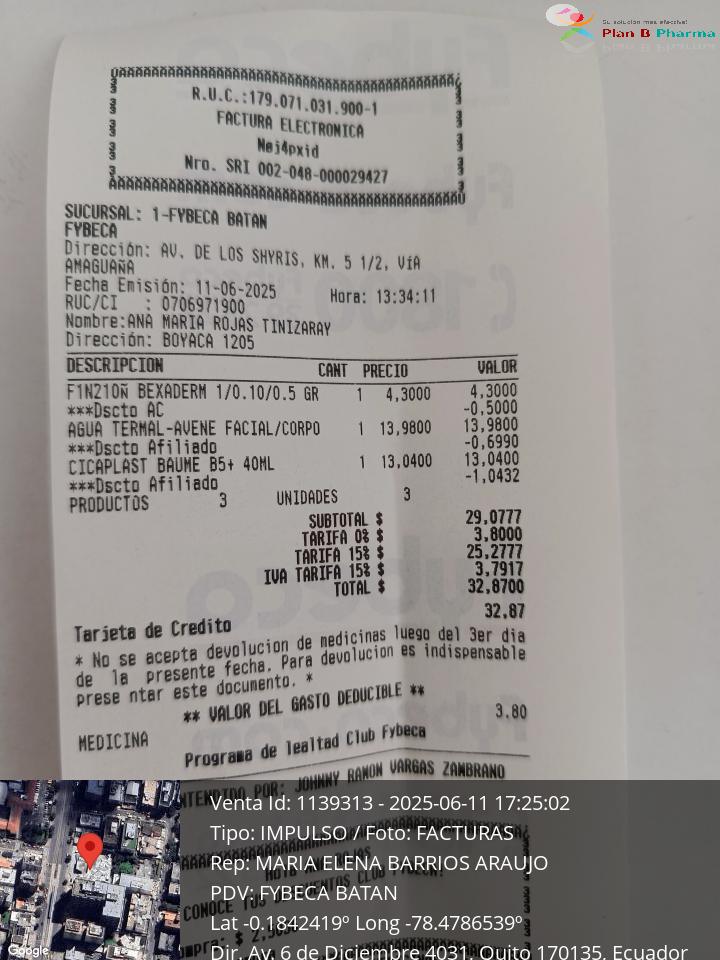 Su solución más efectiva!
Plan B Pharma
R.U.C.:179.071.031.900-1
FACTURA ELECTRONICA
Nej4pxid
Nro. SRI 002-048-000029427
SUCURSAL: 1-FYBECA BATAN
FYBECA
Dirección: AV. DE LOS SHYRIS, KM. 5 1/2, VíA
AMAGUAÑA
Fecha Emisión: 11-06-2025 Hora: 13:34:11
RUC/CI : 0706971900
Nombre:ANA MARIA ROJAS TINIZARAY
Dirección: BOYACA 1205
DESCRIPCION CANT PRECIO VALOR
F1N210Ñ BEXADERM 1/0.10/0.5 GR 1 4,3000 4,3000
***Dscto AC -0,5000
AGUA TERMAL-AVENE FACIAL/CORPO 1 13,9800 13,9800
***Dscto Afiliado -0,6990
CICAPLAST BAUME B5+ 40ML 1 13,0400 13,0400
***Dscto Afiliado -1,0432
PRODUCTOS 3 UNIDADES 3
SUBTOTAL $ 29,0777
TARIFA 0% $ 3,8000
TARIFA 15% $ 25,2777
IVA TARIFA 15% $ 3,7917
TOTAL $ 32,8700
32,87
Tarjeta de Credito
* No se acepta devolucion de medicinas luego del 3er dia
de la presente fecha. Para devolucion es indispensable
prese ntar este documento. *
** VALOR DEL GASTO DEDUCIBLE **
MEDICINA 3.80
Programa de lealtad Club Fybeca
POR: JOHNNY RAMON VARGAS ZAMBRANO
CONOCE TUS
Venta Id: 1139313 - 2025-06-11 17:25:02
Tipo: IMPULSO / Foto: FACTURAS
Rep: MARIA ELENA BARRIOS ARAUJO
PDV: FYBECA BATAN
Lat -0.1842419º Long -78.4786539º
Dir. Av. 6 de Diciembre 4031, Quito 170135, Ecuador
Google